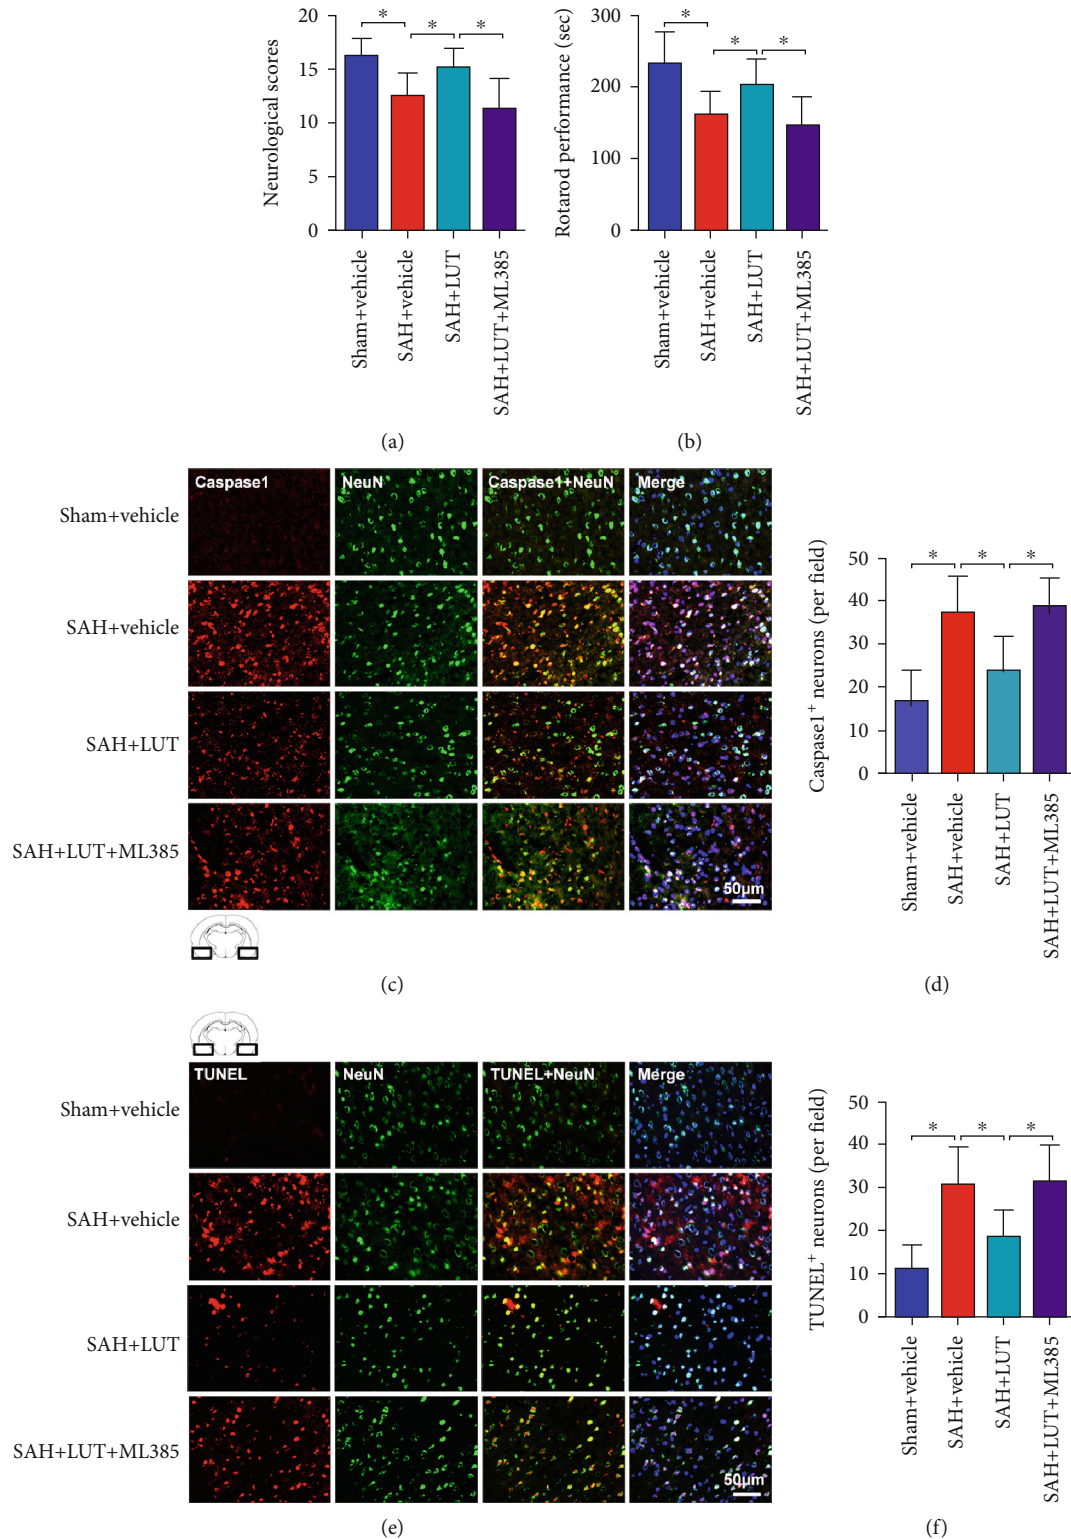 20
15
10
5
0
Neurological scores
* * *
Sham+vehicle
SAH+vehicle
SAH+LUT
SAH+LUT+ML385
(a)
300
200
100
0
Rotarod performance (sec)
* * *
Sham+vehicle
SAH+vehicle
SAH+LUT
SAH+LUT+ML385
(b)
Caspase1 NeuN Caspase1+NeuN Merge
Sham+vehicle
SAH+vehicle
SAH+LUT
SAH+LUT+ML385
50μm
(c)
50
40
30
20
10
0
Caspase1⁺ neurons (per field)
* * *
Sham+vehicle
SAH+vehicle
SAH+LUT
SAH+LUT+ML385
(d)
TUNEL NeuN TUNEL+NeuN Merge
Sham+vehicle
SAH+vehicle
SAH+LUT
SAH+LUT+ML385
50μm
(e)
50
40
30
20
10
0
TUNEL⁺ neurons (per field)
* * *
Sham+vehicle
SAH+vehicle
SAH+LUT
SAH+LUT+ML385
(f)